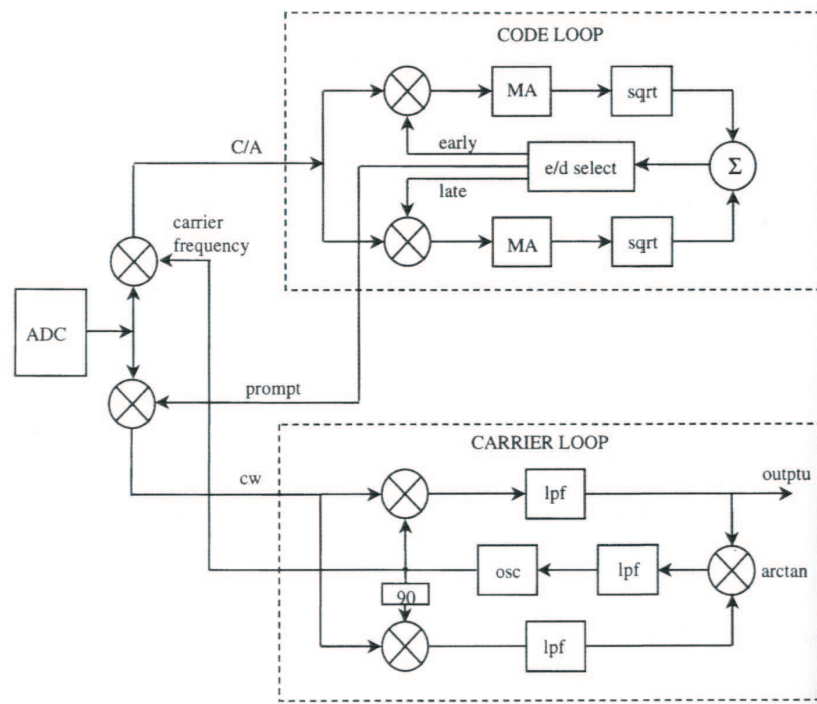 CODE LOOP
MA
sqrt
early
C/A
e/d select
Σ
late
carrier
frequency
MA
sqrt
ADC
prompt
CARRIER LOOP
cw
lpf
outptu
osc
lpf
arctan
90
lpf